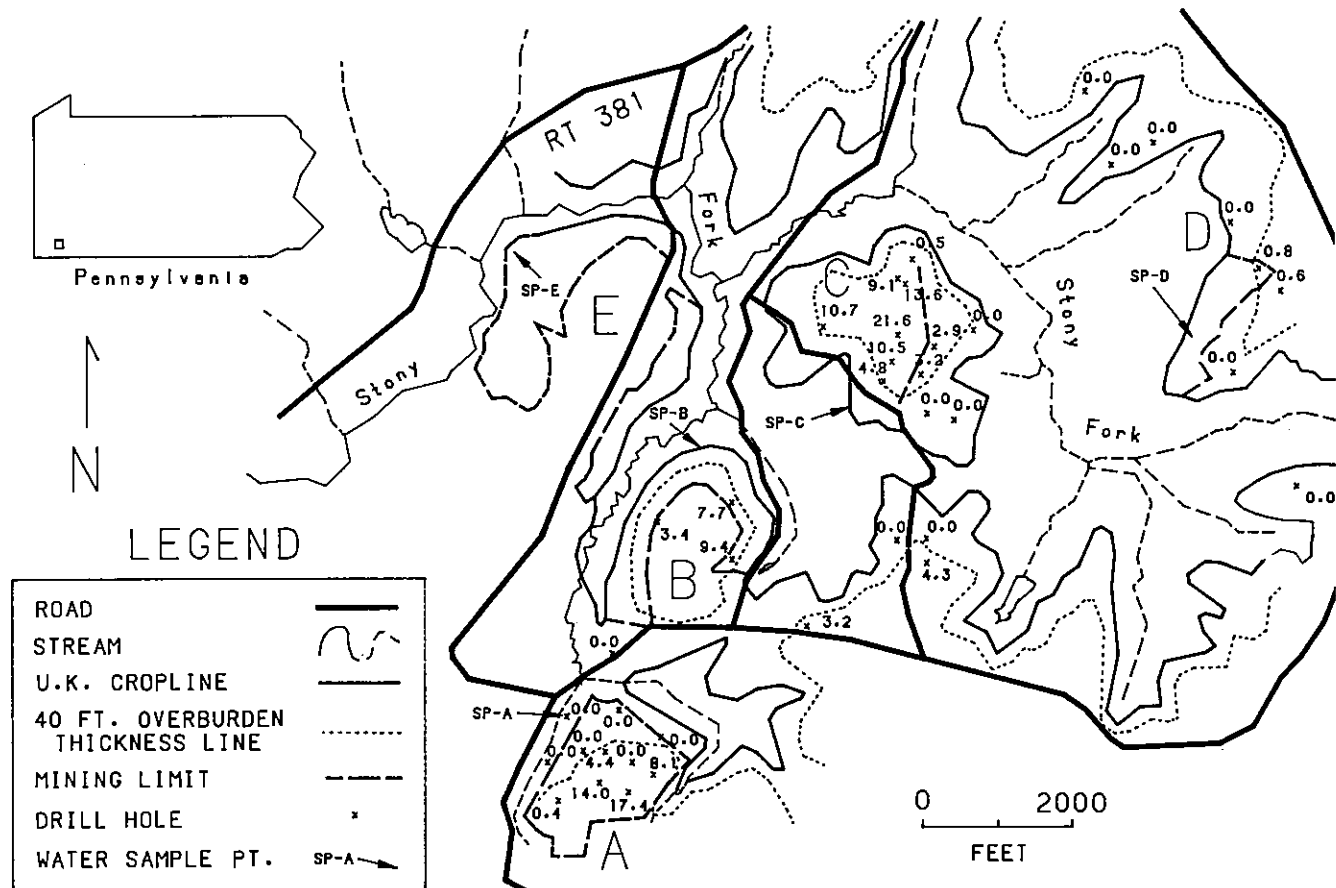 RT 381
Fork
Pennsylvania
N
Stony
SP-E
E
C
0.5
9.1
13.6
10.7
21.6
2.9
0.0
10.5
4.8
0.0
0.0
SP-C
Stony
Fork
D
SP-D
0.0
0.0
0.0
0.0
0.8
0.6
0.0
0.0
SP-B
7.7
3.4
9.4
B
0.0
0.0
4.3
3.2
0.0
SP-A
0.0
0.0
0.0
0.0
0.0
0.0
4.4
8.1
14.0
17.4
0.4
A
LEGEND
ROAD
STREAM
U.K. CROPLINE
40 FT. OVERBURDEN
THICKNESS LINE
MINING LIMIT
DRILL HOLE
WATER SAMPLE PT. SP-A
0 2000
FEET